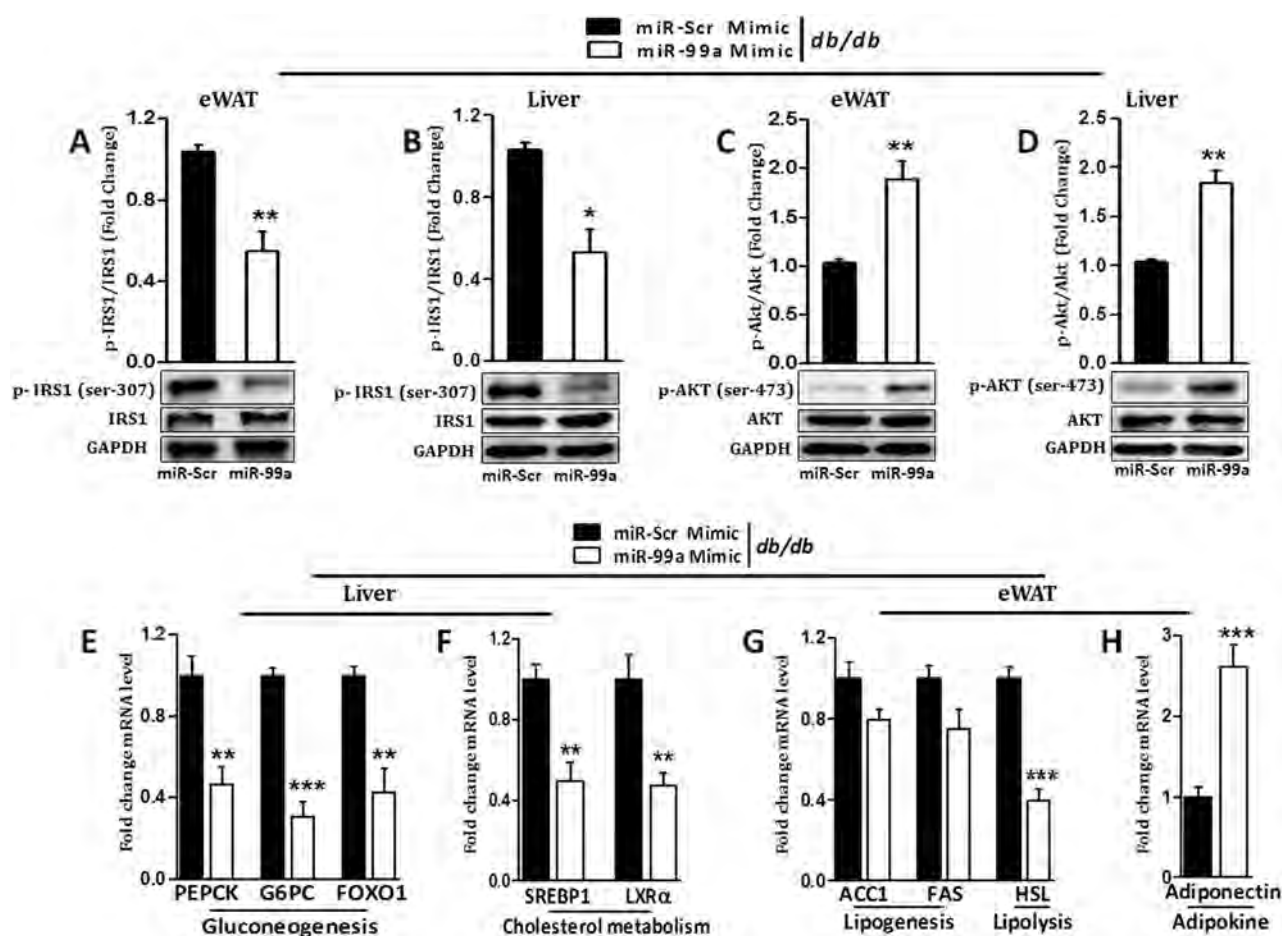 miR-Scr Mimic
miR-99a Mimic
db/db
eWAT
Liver
eWAT
Liver
A
p-IRS1/IRS1 (Fold Change)
1.2
0.8
0.4
0.0
**
p-IRS1 (ser-307)
IRS1
GAPDH
miR-Scr miR-99a
B
p-IRS1/IRS1 (Fold Change)
1.2
0.8
0.4
0.0
*
p-IRS1 (ser-307)
IRS1
GAPDH
miR-Scr miR-99a
C
p-Akt/Akt (Fold Change)
2.5
2.0
1.5
1.0
0.5
0.0
**
p-AKT (ser-473)
AKT
GAPDH
miR-Scr miR-99a
D
p-Akt/Akt (Fold Change)
2.5
2.0
1.5
1.0
0.5
0.0
**
p-AKT (ser-473)
AKT
GAPDH
miR-Scr miR-99a
miR-Scr Mimic
miR-99a Mimic
db/db
Liver
eWAT
E
Fold change mRNA level
1.2
0.8
0.4
0.0
** *** **
PEPCK G6PC FOXO1
Gluconeogenesis
F
Fold change mRNA level
1.2
0.8
0.4
0.0
** **
SREBP1 LXRα
Cholesterol metabolism
G
Fold change mRNA level
1.2
0.8
0.4
0.0
***
ACC1 FAS HSL
Lipogenesis Lipolysis
H
Fold change mRNA level
3
2
1
0
***
Adiponectin
Adipokine